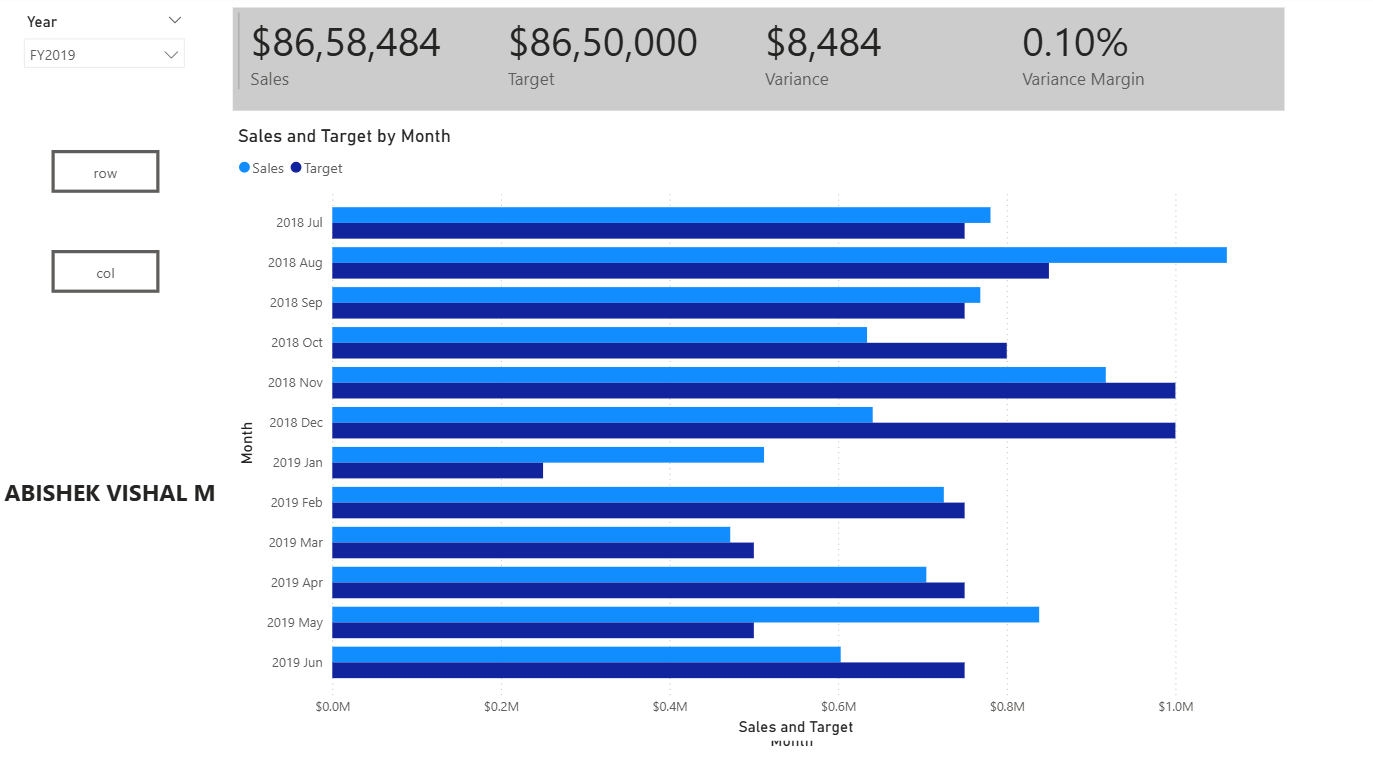 Year
FY2019
$86,58,484
Sales
$86,50,000
Target
$8,484
Variance
0.10%
Variance Margin
row
col
ABISHEK VISHAL M
Sales and Target by Month
Sales Target
2018 Jul
2018 Aug
2018 Sep
2018 Oct
2018 Nov
2018 Dec
2019 Jan
2019 Feb
2019 Mar
2019 Apr
2019 May
2019 Jun
Month
$0.0M $0.2M $0.4M $0.6M $0.8M $1.0M
Sales and Target
Month